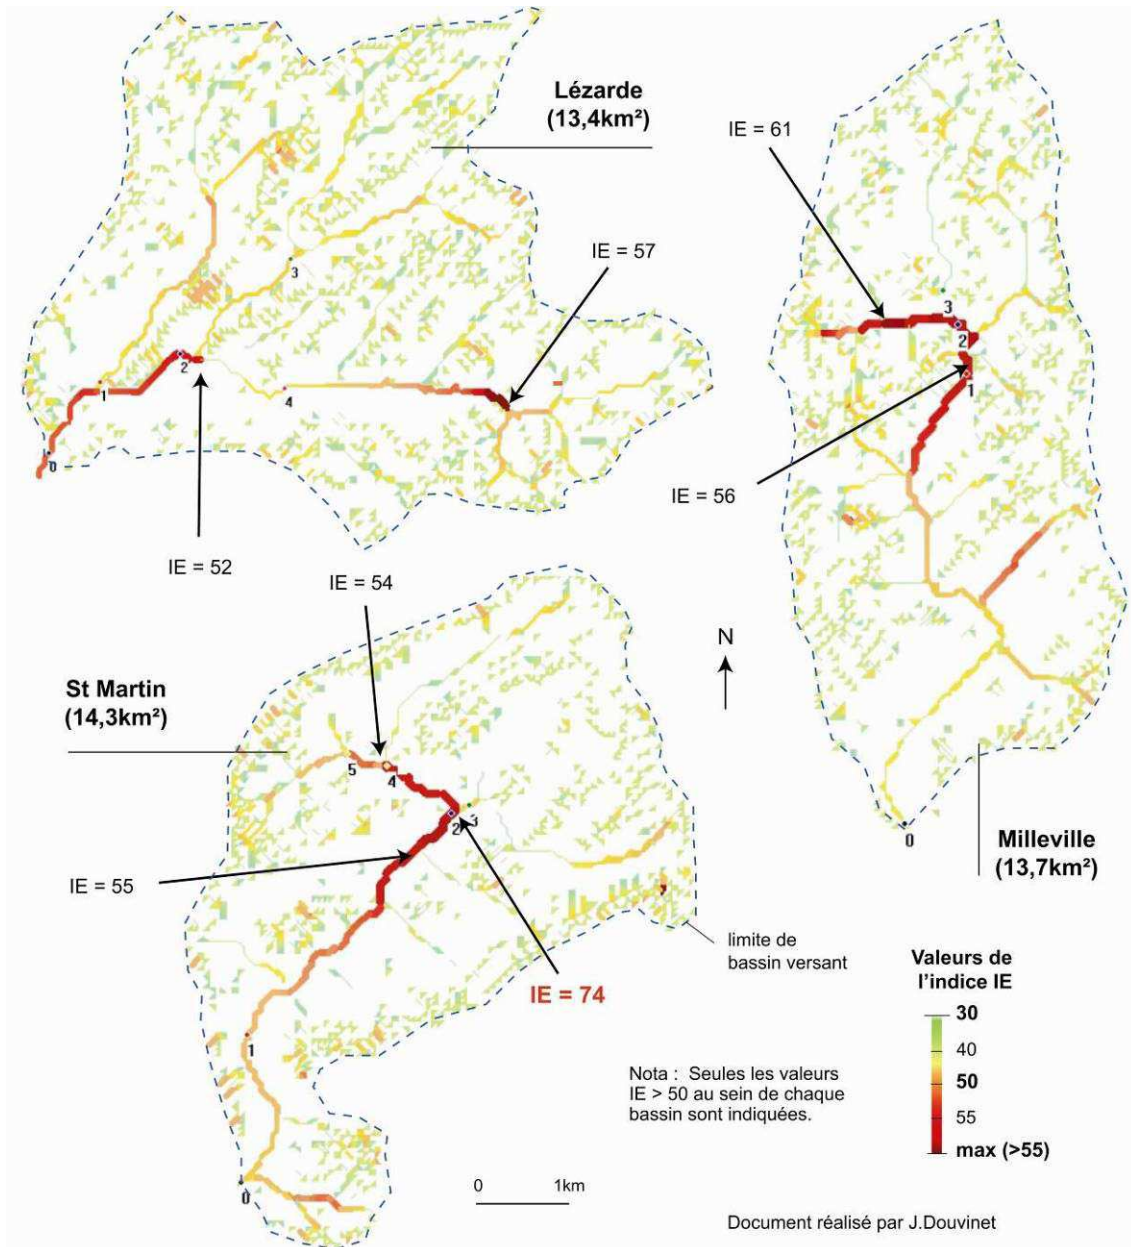 Lézarde
(13,4km²)
IE = 61
IE = 57
3
3
2
2
1
1
4
0
IE = 56
IE = 52
IE = 54
N
St Martin
(14,3km²)
5
4
2
3
IE = 55
0
Milleville
(13,7km²)
limite de
bassin versant
Valeurs de
l'indice IE
IE = 74
30
40
50
55
max (>55)
1
Nota : Seules les valeurs
IE > 50 au sein de chaque
bassin sont indiquées.
0
0 1km
Document réalisé par J.Douvinet